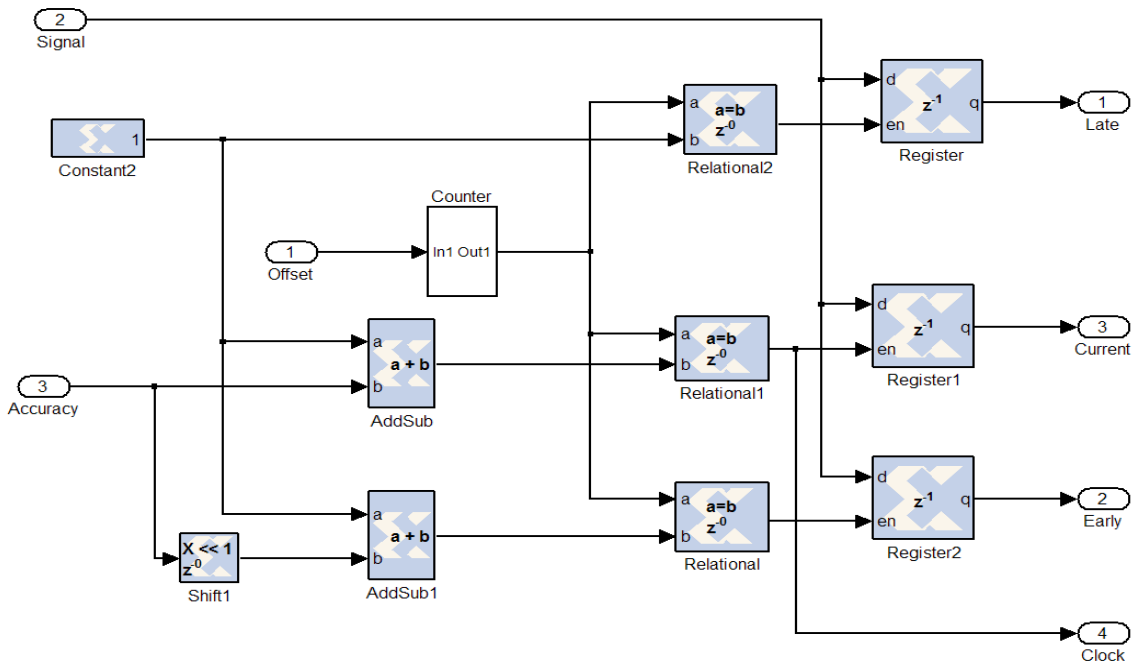 2
Signal
d
z-1
q
en
Register
1
Late
a
a=b
z-0
b
Relational2
1
Constant2
Counter
In1 Out1
1
Offset
a
a + b
b
AddSub
a
a=b
z-0
b
Relational1
d
z-1
q
en
Register1
3
Current
3
Accuracy
X << 1
z-0
Shift1
a
a + b
b
AddSub1
a
a=b
z-0
b
Relational
d
z-1
q
en
Register2
2
Early
4
Clock